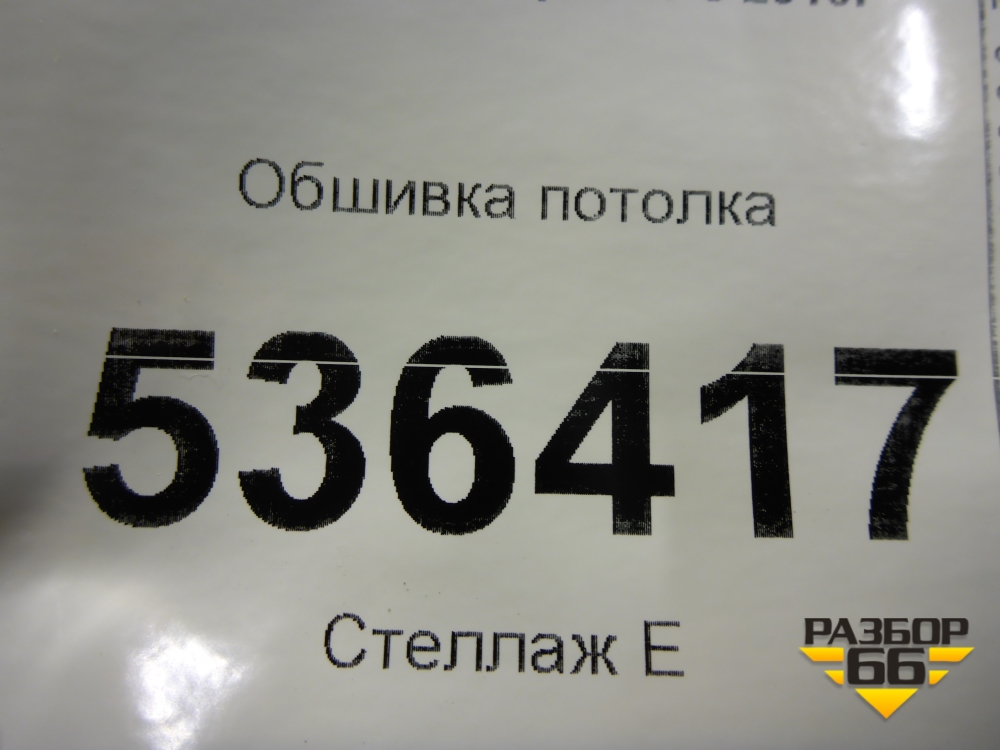 Обшивка потолка
536417
Стеллаж Е
РАЗБОР
66